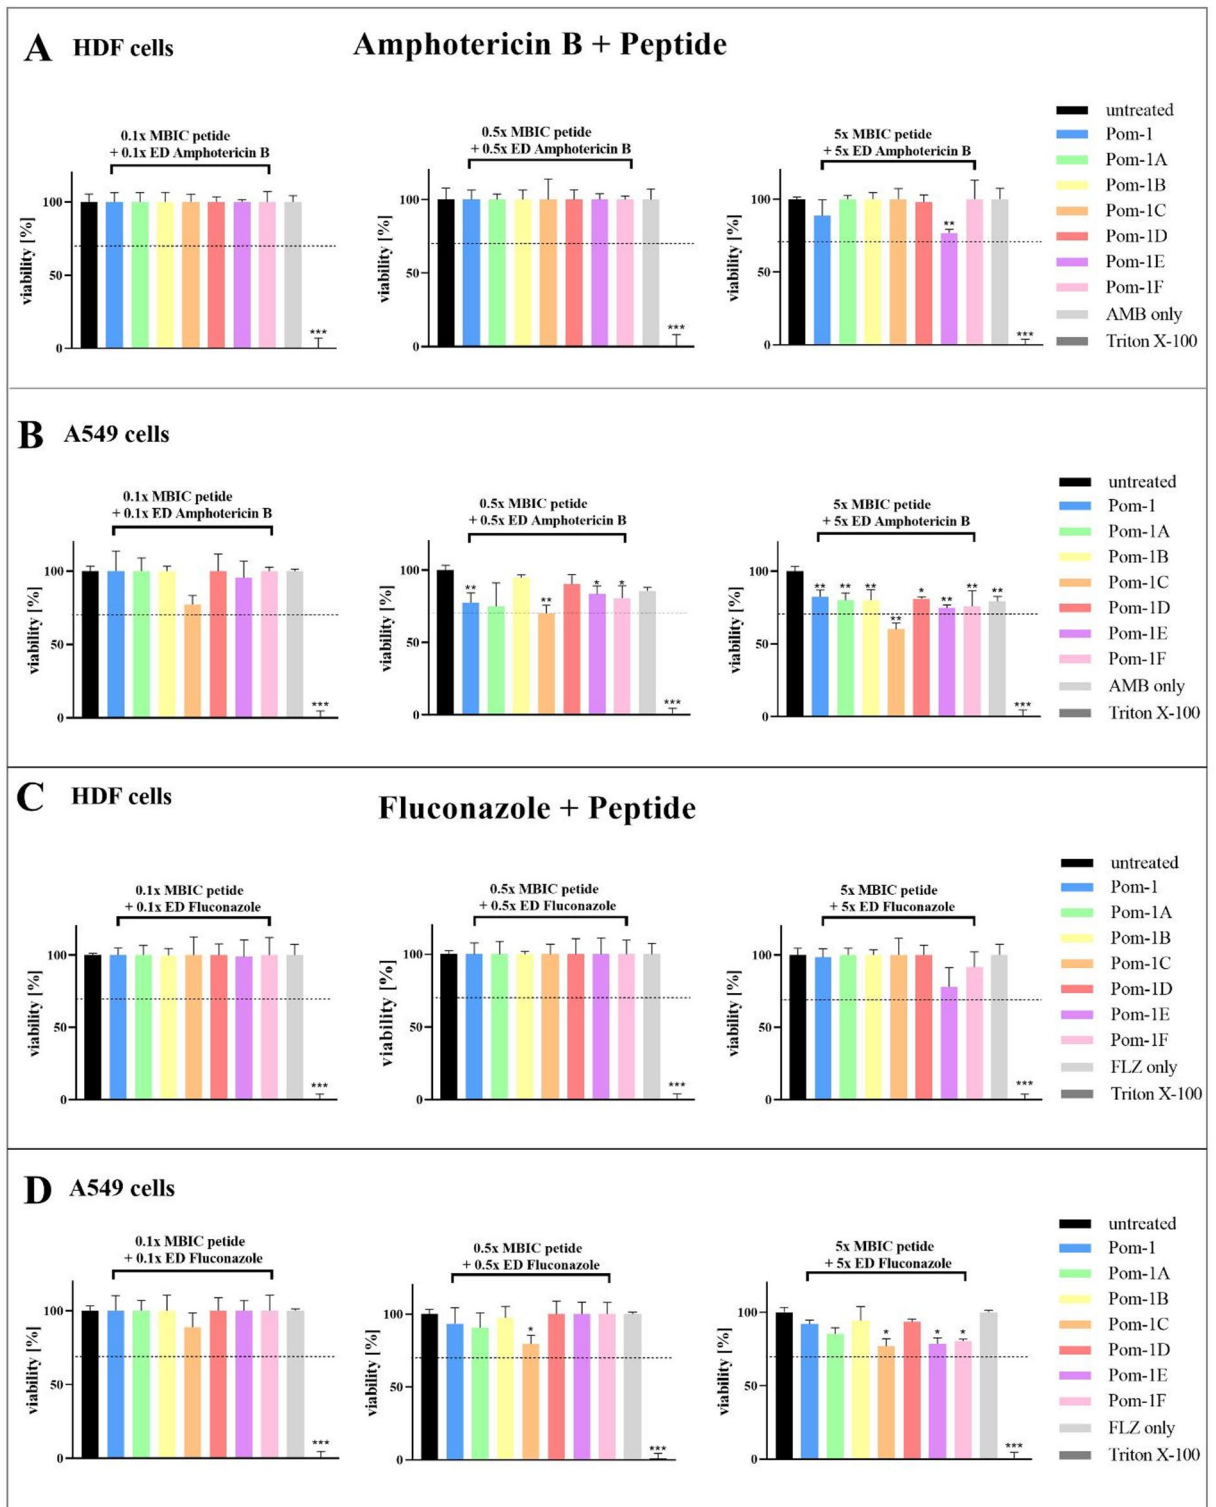 A HDF cells Amphotericin B + Peptide
0.1x MBIC petide
+ 0.1x ED Amphotericin B
viability [%]
100
50
0
***
0.5x MBIC petide
+ 0.5x ED Amphotericin B
viability [%]
100
50
0
***
5x MBIC petide
+ 5x ED Amphotericin B
viability [%]
100
50
0
**
***
untreated
Pom-1
Pom-1A
Pom-1B
Pom-1C
Pom-1D
Pom-1E
Pom-1F
AMB only
Triton X-100
B A549 cells
0.1x MBIC petide
+ 0.1x ED Amphotericin B
viability [%]
100
50
0
***
0.5x MBIC petide
+ 0.5x ED Amphotericin B
viability [%]
100
50
0
**
**
*
*
***
5x MBIC petide
+ 5x ED Amphotericin B
viability [%]
100
50
0
**
**
**
**
*
**
**
**
***
untreated
Pom-1
Pom-1A
Pom-1B
Pom-1C
Pom-1D
Pom-1E
Pom-1F
AMB only
Triton X-100
C HDF cells Fluconazole + Peptide
0.1x MBIC petide
+ 0.1x ED Fluconazole
viability [%]
100
50
0
***
0.5x MBIC petide
+ 0.5x ED Fluconazole
viability [%]
100
50
0
***
5x MBIC petide
+ 5x ED Fluconazole
viability [%]
100
50
0
***
untreated
Pom-1
Pom-1A
Pom-1B
Pom-1C
Pom-1D
Pom-1E
Pom-1F
FLZ only
Triton X-100
D A549 cells
0.1x MBIC petide
+ 0.1x ED Fluconazole
viability [%]
100
50
0
***
0.5x MBIC petide
+ 0.5x ED Fluconazole
viability [%]
100
50
0
*
***
5x MBIC petide
+ 5x ED Fluconazole
viability [%]
100
50
0
*
*
*
***
untreated
Pom-1
Pom-1A
Pom-1B
Pom-1C
Pom-1D
Pom-1E
Pom-1F
FLZ only
Triton X-100